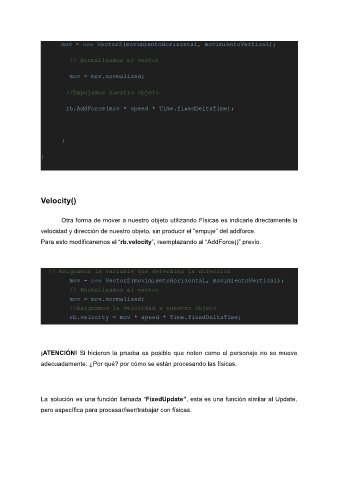 mov = new Vector2(movimientoHorizontal, movimientoVertical);
// Normalizamos el vector
mov = mov.normalized;
//Empujamos nuestro objeto
rb.AddForce(mov * speed * Time.fixedDeltaTime);
}
}
Velocity()
Otra forma de mover a nuestro objeto utilizando Físicas es indicarle directamente la
velocidad y dirección de nuestro objeto, sin producir el “empuje” del addforce.
Para esto modificaremos el “rb.velocity”, reemplazando al “AddForce()” previo.
// Asignamos la variable que determina la direccion
mov = new Vector2(movimientoHorizontal, movimientoVertical);
// Normalizamos el vector
mov = mov.normalized;
//Asignamos la velocidad a nuestro objeto
rb.velocity = mov * speed * Time.fixedDeltaTime;
¡ATENCIÓN! Si hicieron la prueba es posible que noten como el personaje no se mueve
adecuadamente. ¿Por qué? por cómo se están procesando las físicas.
La solución es una función llamada “FixedUpdate”, esta es una función similar al Update,
pero específica para procesar/leer/trabajar con físicas.